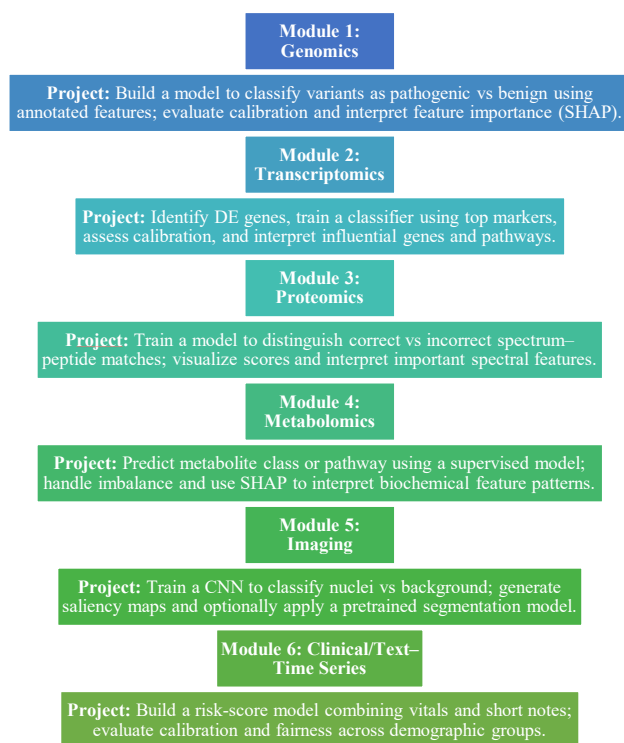 Module 1:
Genomics
Project: Build a model to classify variants as pathogenic vs benign using
annotated features; evaluate calibration and interpret feature importance (SHAP).
Module 2:
Transcriptomics
Project: Identify DE genes, train a classifier using top markers,
assess calibration, and interpret influential genes and pathways.
Module 3:
Proteomics
Project: Train a model to distinguish correct vs incorrect spectrum–
peptide matches; visualize scores and interpret important spectral features.
Module 4:
Metabolomics
Project: Predict metabolite class or pathway using a supervised model;
handle imbalance and use SHAP to interpret biochemical feature patterns.
Module 5:
Imaging
Project: Train a CNN to classify nuclei vs background; generate
saliency maps and optionally apply a pretrained segmentation model.
Module 6: Clinical/Text–
Time Series
Project: Build a risk-score model combining vitals and short notes;
evaluate calibration and fairness across demographic groups.